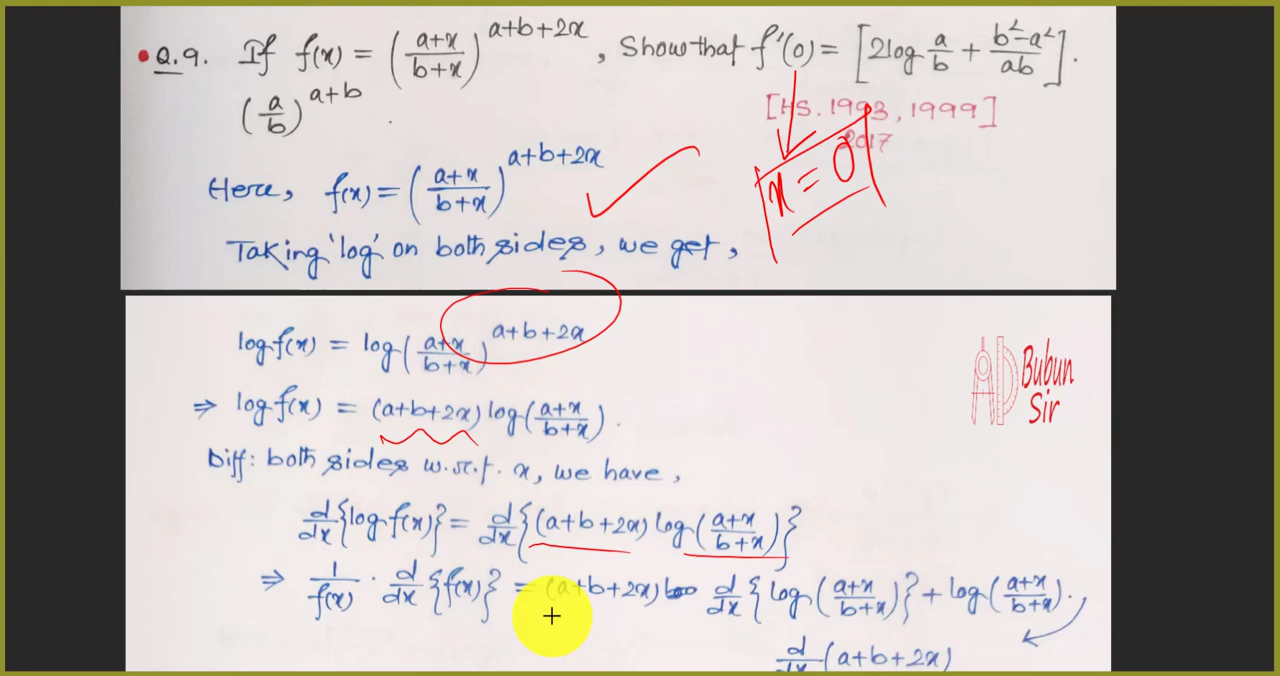 Q.9. If f(x) = ((a+x)/(b+x))^(a+b+2x), Show that f'(0) = [2log a/b + (b²-a²)/ab].
(a/b)^(a+b) .
[HS. 1993, 1999]
2017
x = 0
Here, f(x) = ((a+x)/(b+x))^(a+b+2x)
Taking 'log' on both sides, we get,
log f(x) = log((a+x)/(b+x))^(a+b+2x)
⇒ log f(x) = (a+b+2x) log((a+x)/(b+x)).
Diff: both sides w.r.t. x, we have,
d/dx{log f(x)} = d/dx{(a+b+2x) log((a+x)/(b+x))}
⇒ 1/f(x) · d/dx{f(x)} = (a+b+2x) d/dx{log((a+x)/(b+x))} + log((a+x)/(b+x)).
d/dx(a+b+2x)
Bubun
Sir